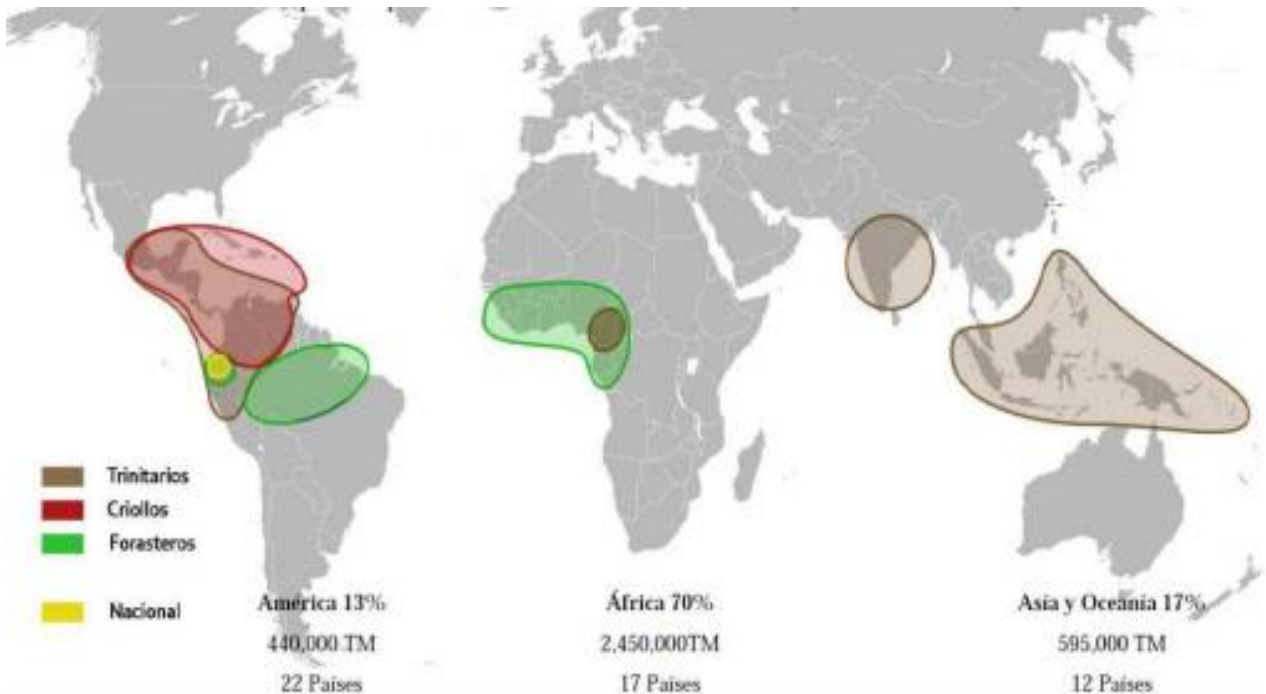 Trinitarios
Criollos
Forasteros
Nacional
América 13%
440,000 TM
22 Países
África 70%
2,450,000TM
17 Países
Asía y Oceanía 17%
595,000 TM
12 Países